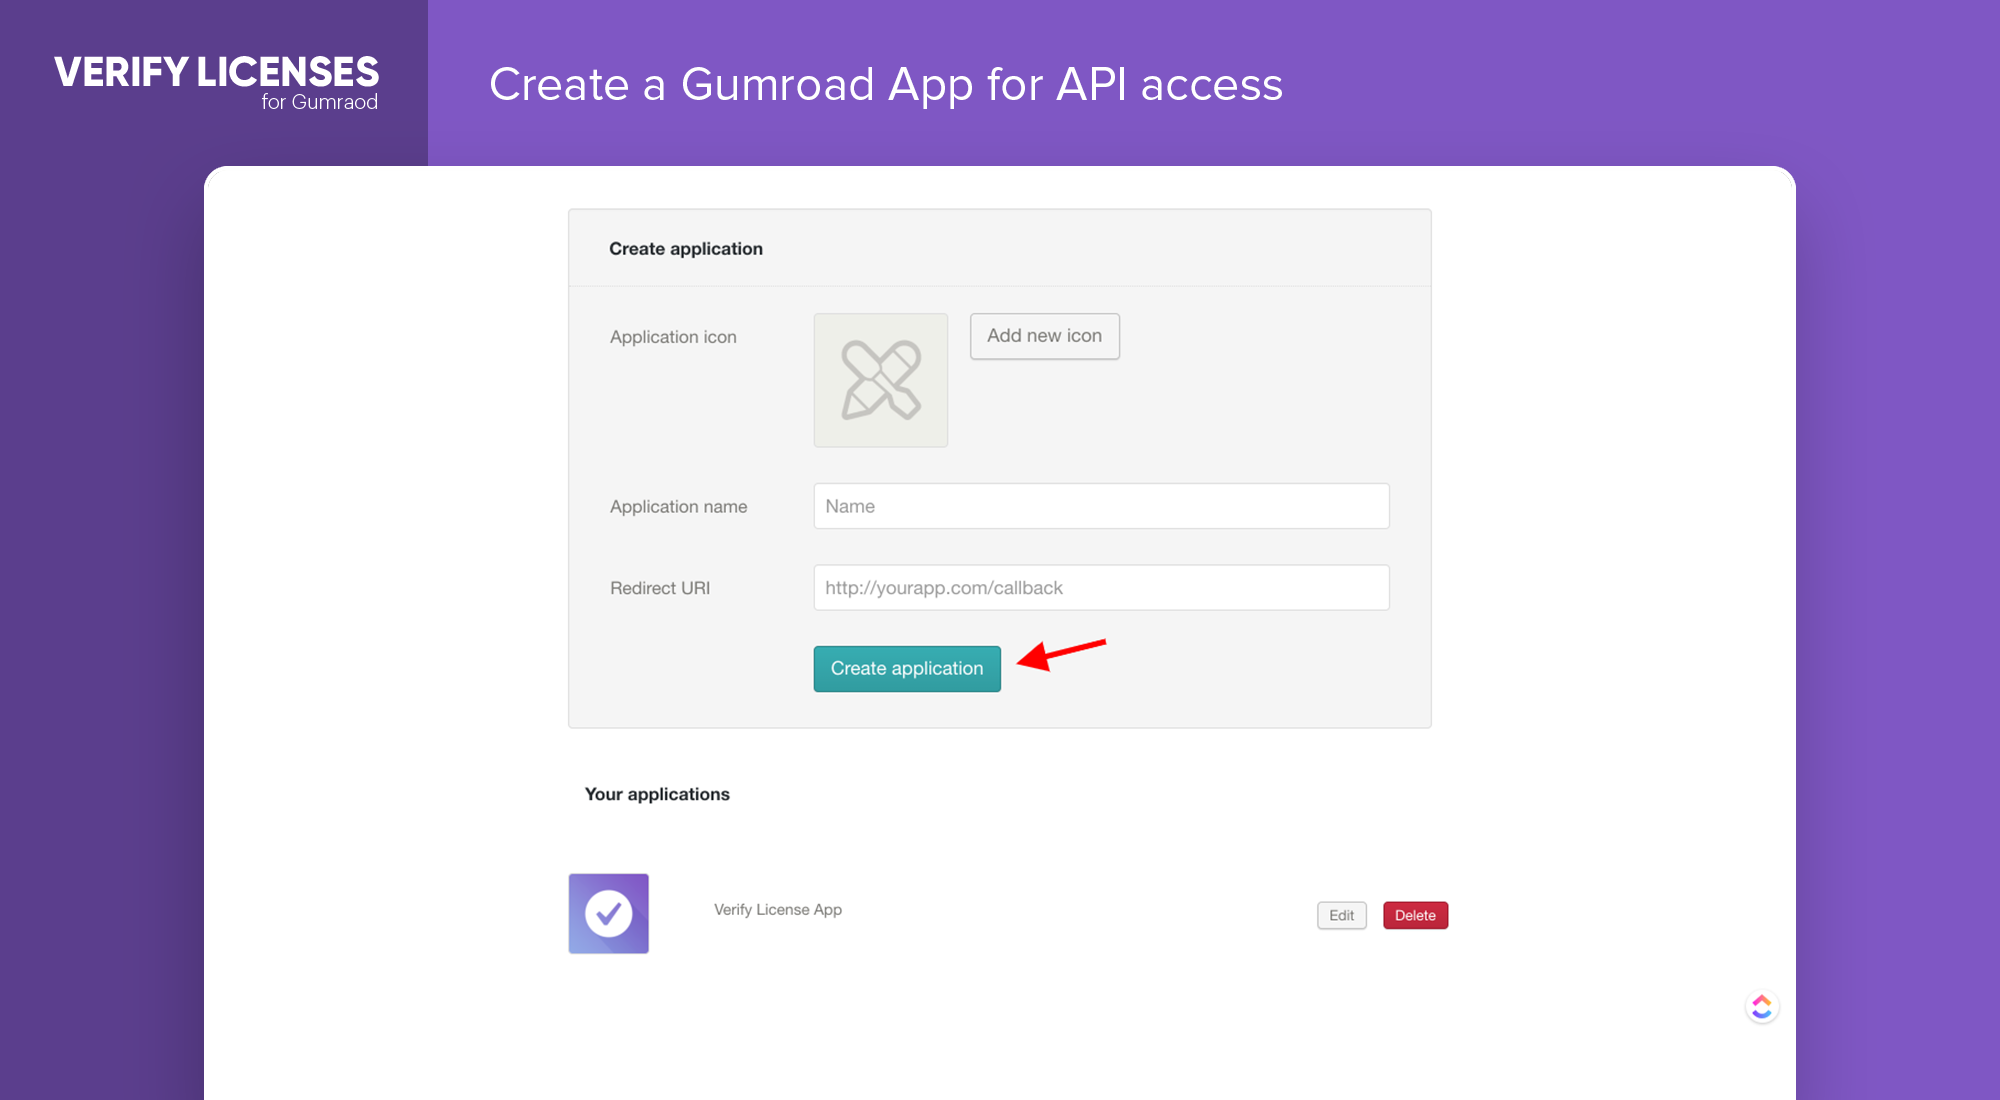 VERIFY LICENSES
for Gumraod
Create a Gumroad App for API access
Create application
Application icon
Add new icon
Application name
Name
Redirect URI
http://yourapp.com/callback
Create application
Your applications
Verify License App
Edit
Delete